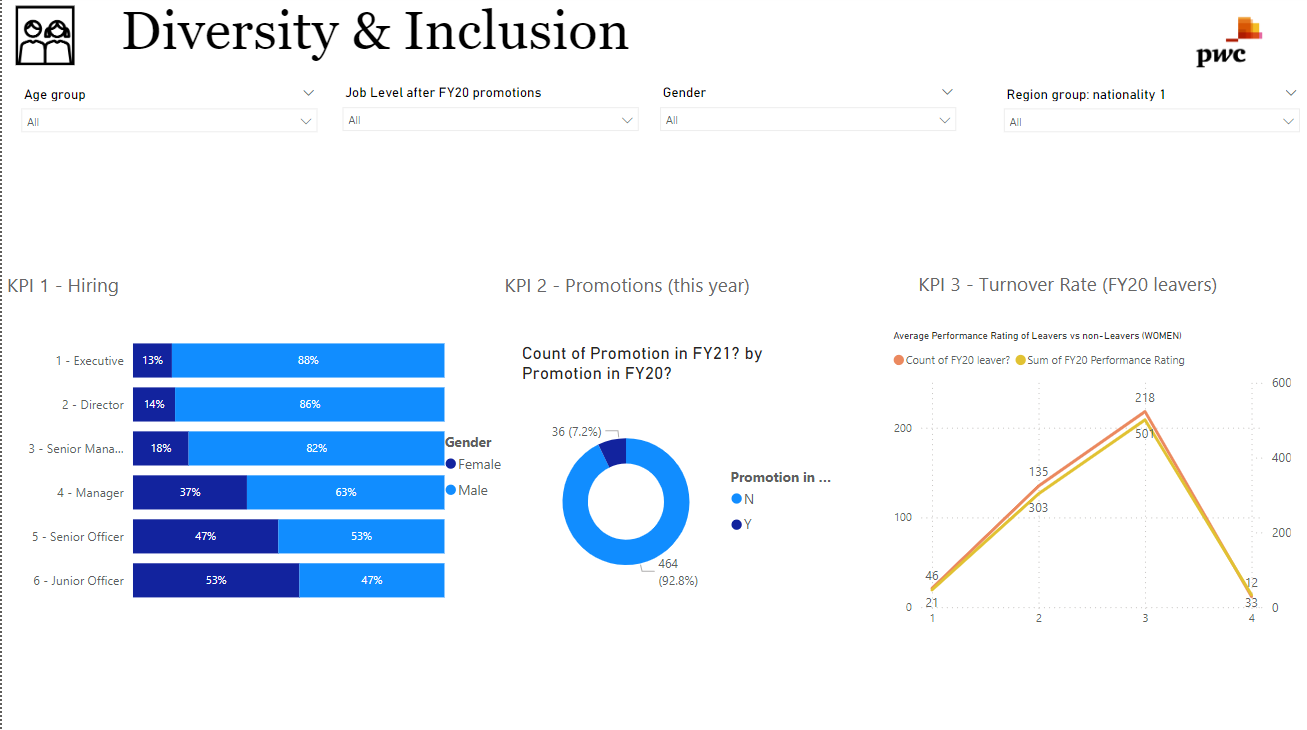 Diversity & Inclusion
pwc
Age group
All
Job Level after FY20 promotions
All
Gender
All
Region group: nationality 1
All
KPI 1 - Hiring
1 - Executive 13% 88%
2 - Director 14% 86%
3 - Senior Mana... 18% 82%
4 - Manager 37% 63%
5 - Senior Officer 47% 53%
6 - Junior Officer 53% 47%
Gender
Female
Male
KPI 2 - Promotions (this year)
Count of Promotion in FY21? by
Promotion in FY20?
36 (7.2%)
464
(92.8%)
Promotion in ...
N
Y
KPI 3 - Turnover Rate (FY20 leavers)
Average Performance Rating of Leavers vs non-Leavers (WOMEN)
Count of FY20 leaver? Sum of FY20 Performance Rating
600
218
200
501
400
135
303
100
200
46
12
0 21 33 0
1 2 3 4